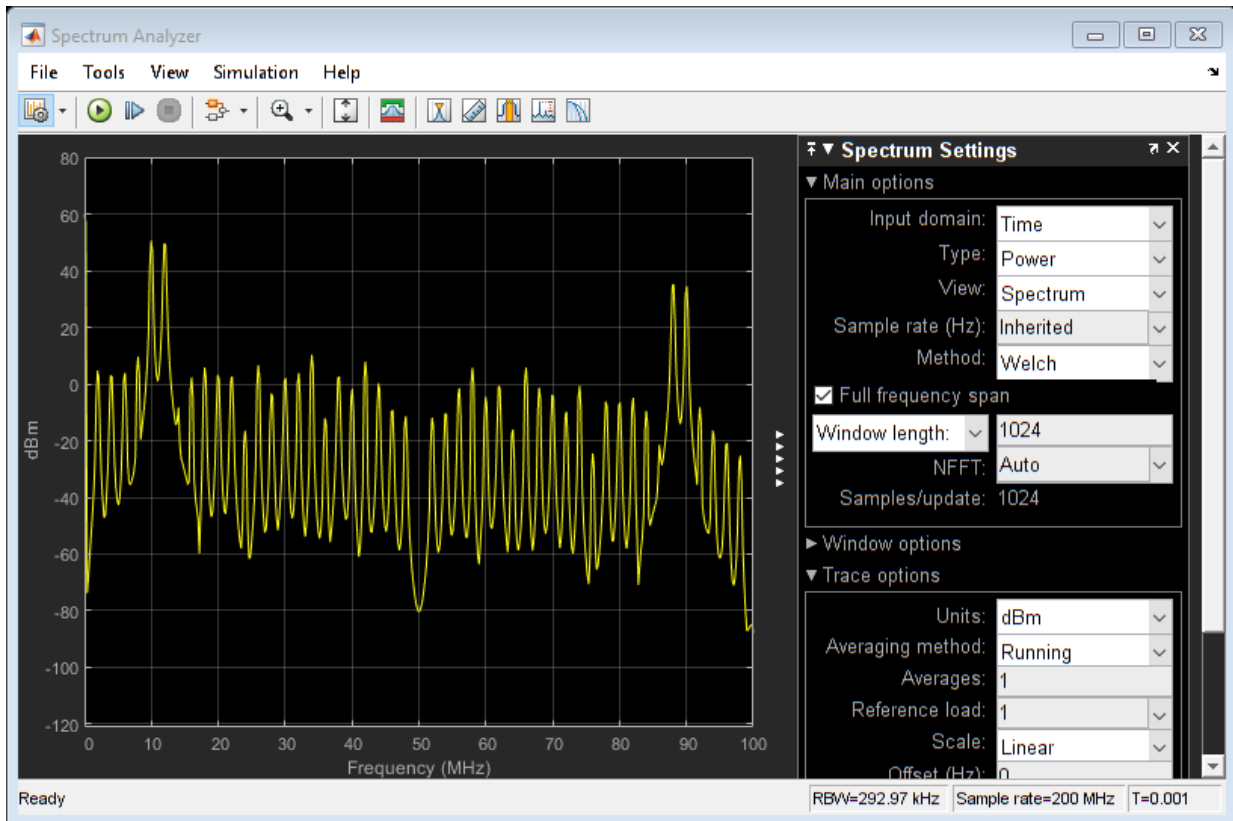 Spectrum Analyzer
File Tools View Simulation Help
80
60
40
20
0
-20
-40
-60
-80
-100
-120
dBm
0 10 20 30 40 50 60 70 80 90 100
Frequency (MHz)
Spectrum Settings
Main options
Input domain: Time
Type: Power
View: Spectrum
Sample rate (Hz): Inherited
Method: Welch
Full frequency span
Window length: 1024
NFFT: Auto
Samples/update: 1024
Window options
Trace options
Units: dBm
Averaging method: Running
Averages: 1
Reference load: 1
Scale: Linear
Offset (Hz): 0
Ready RBW=292.97 kHz Sample rate=200 MHz T=0.001